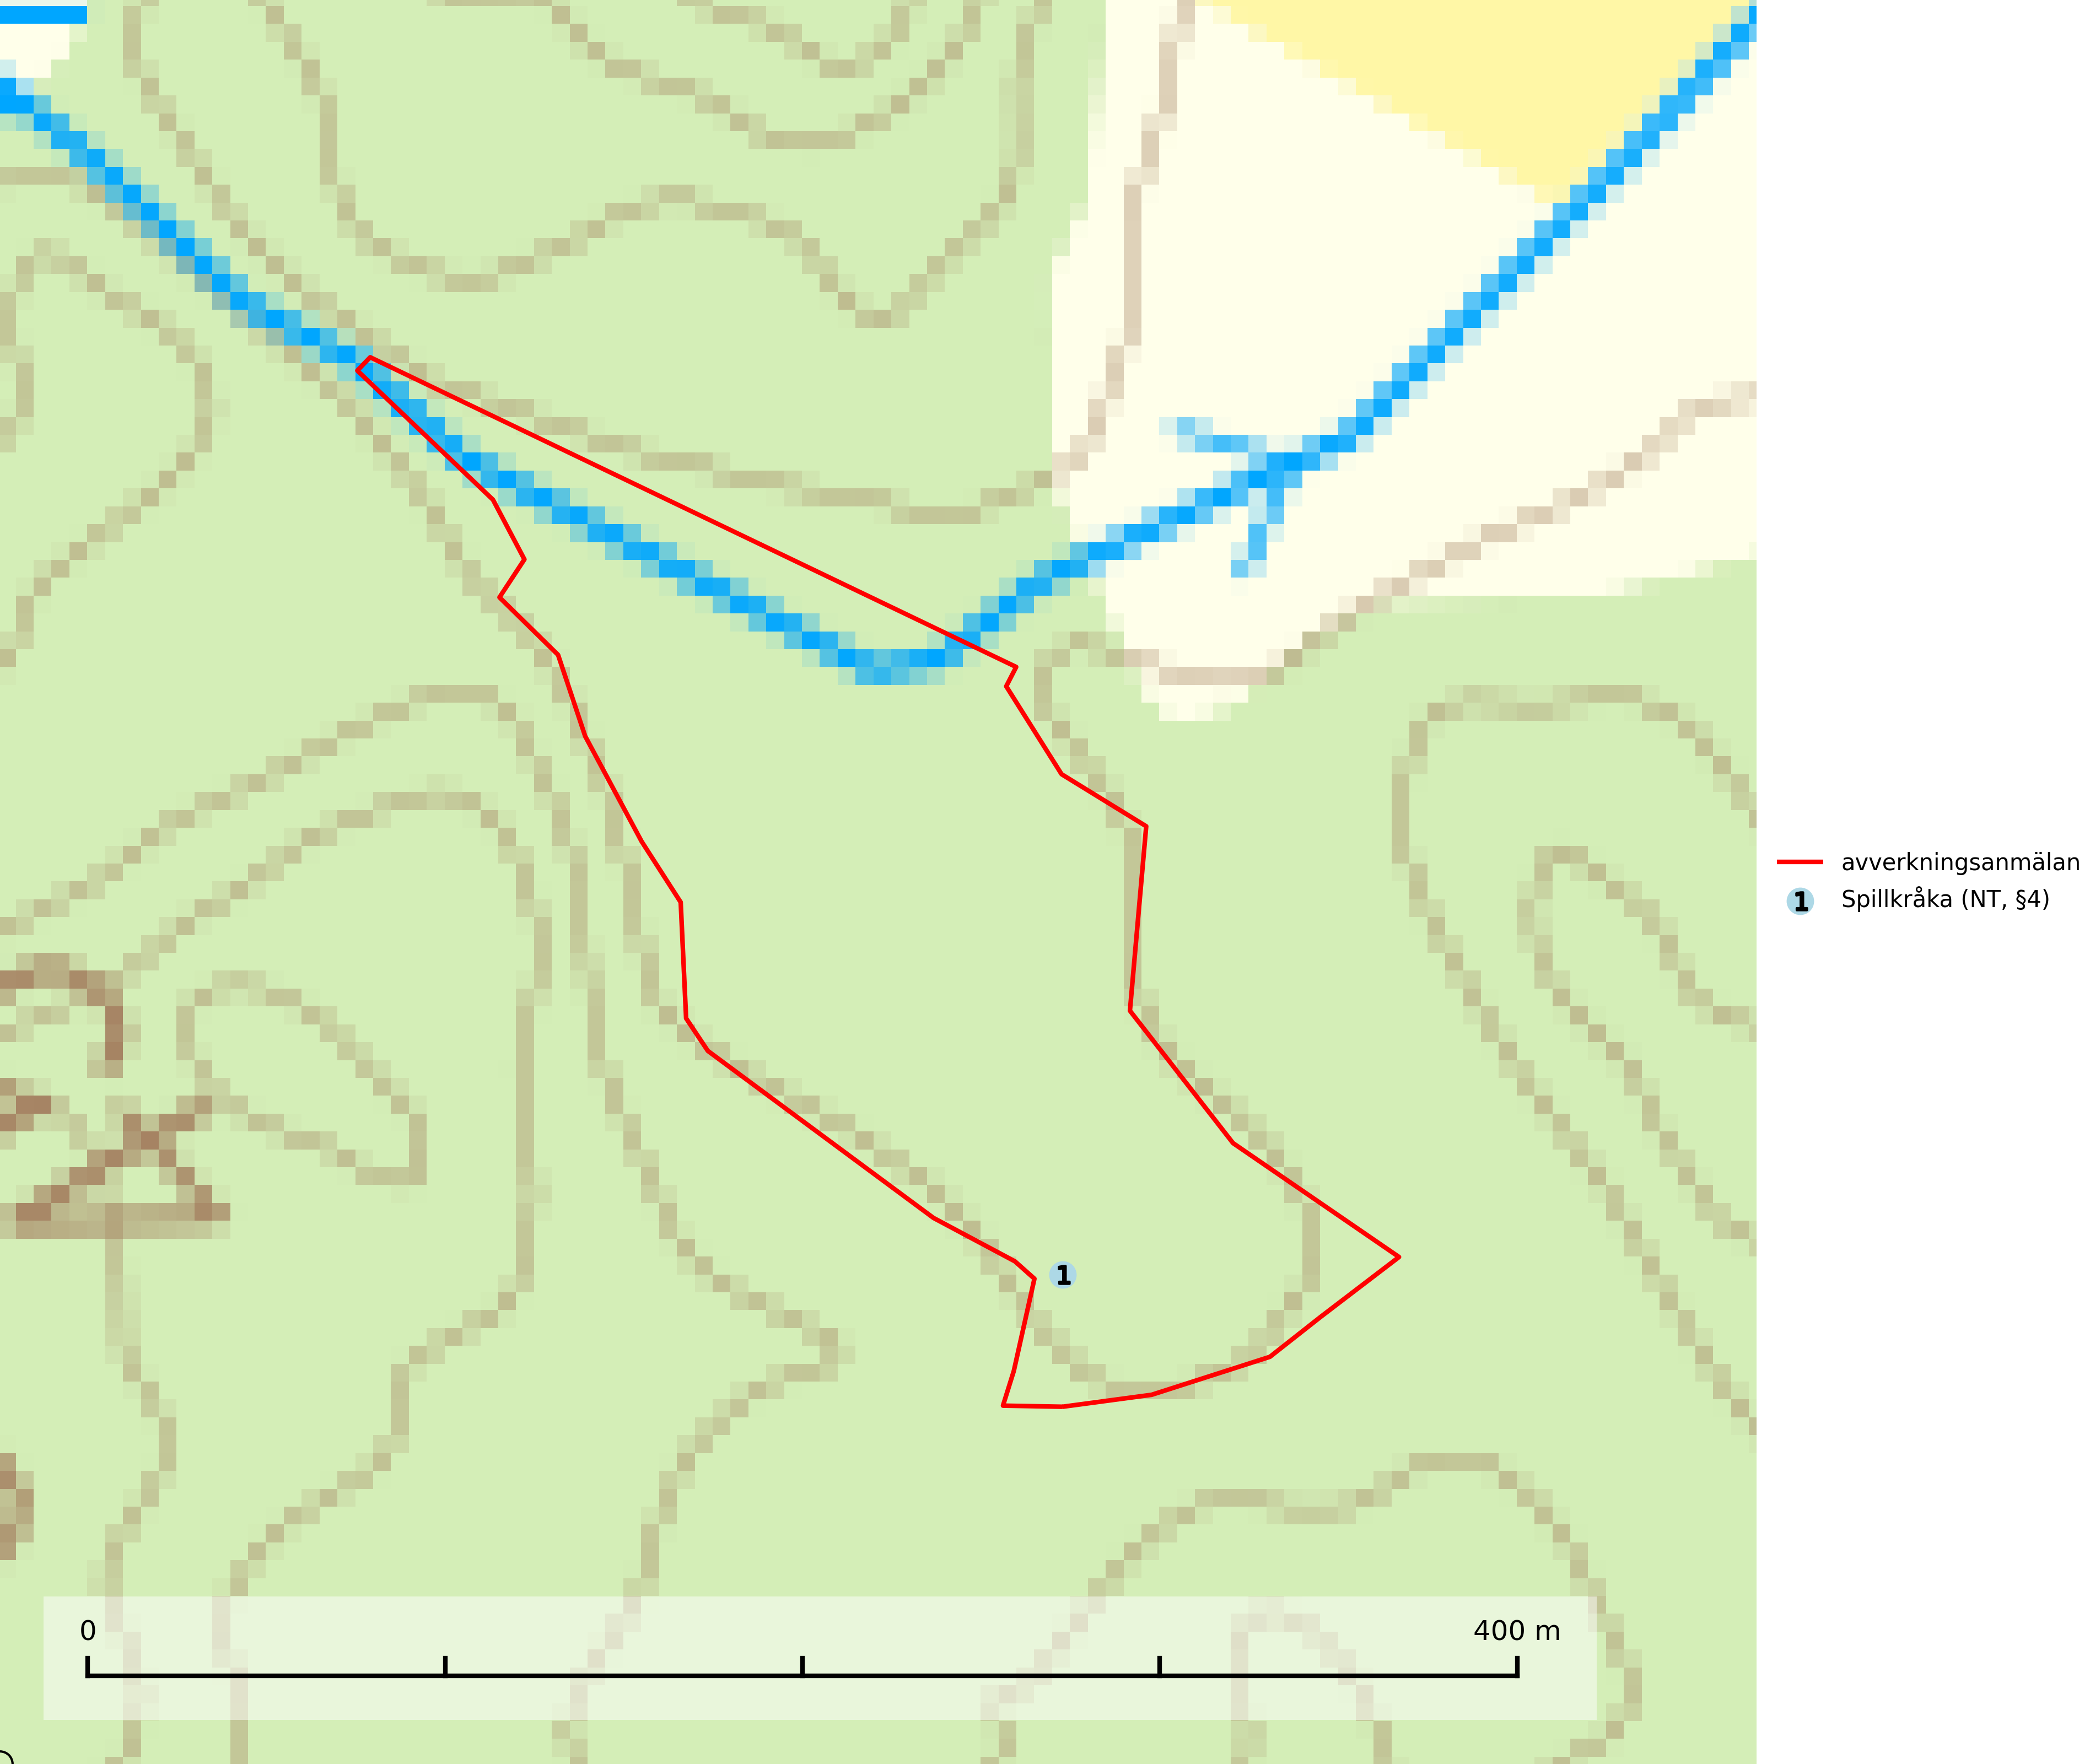 avverkningsanmälan
1 Spillkråka (NT, §4)
1
0 400 m